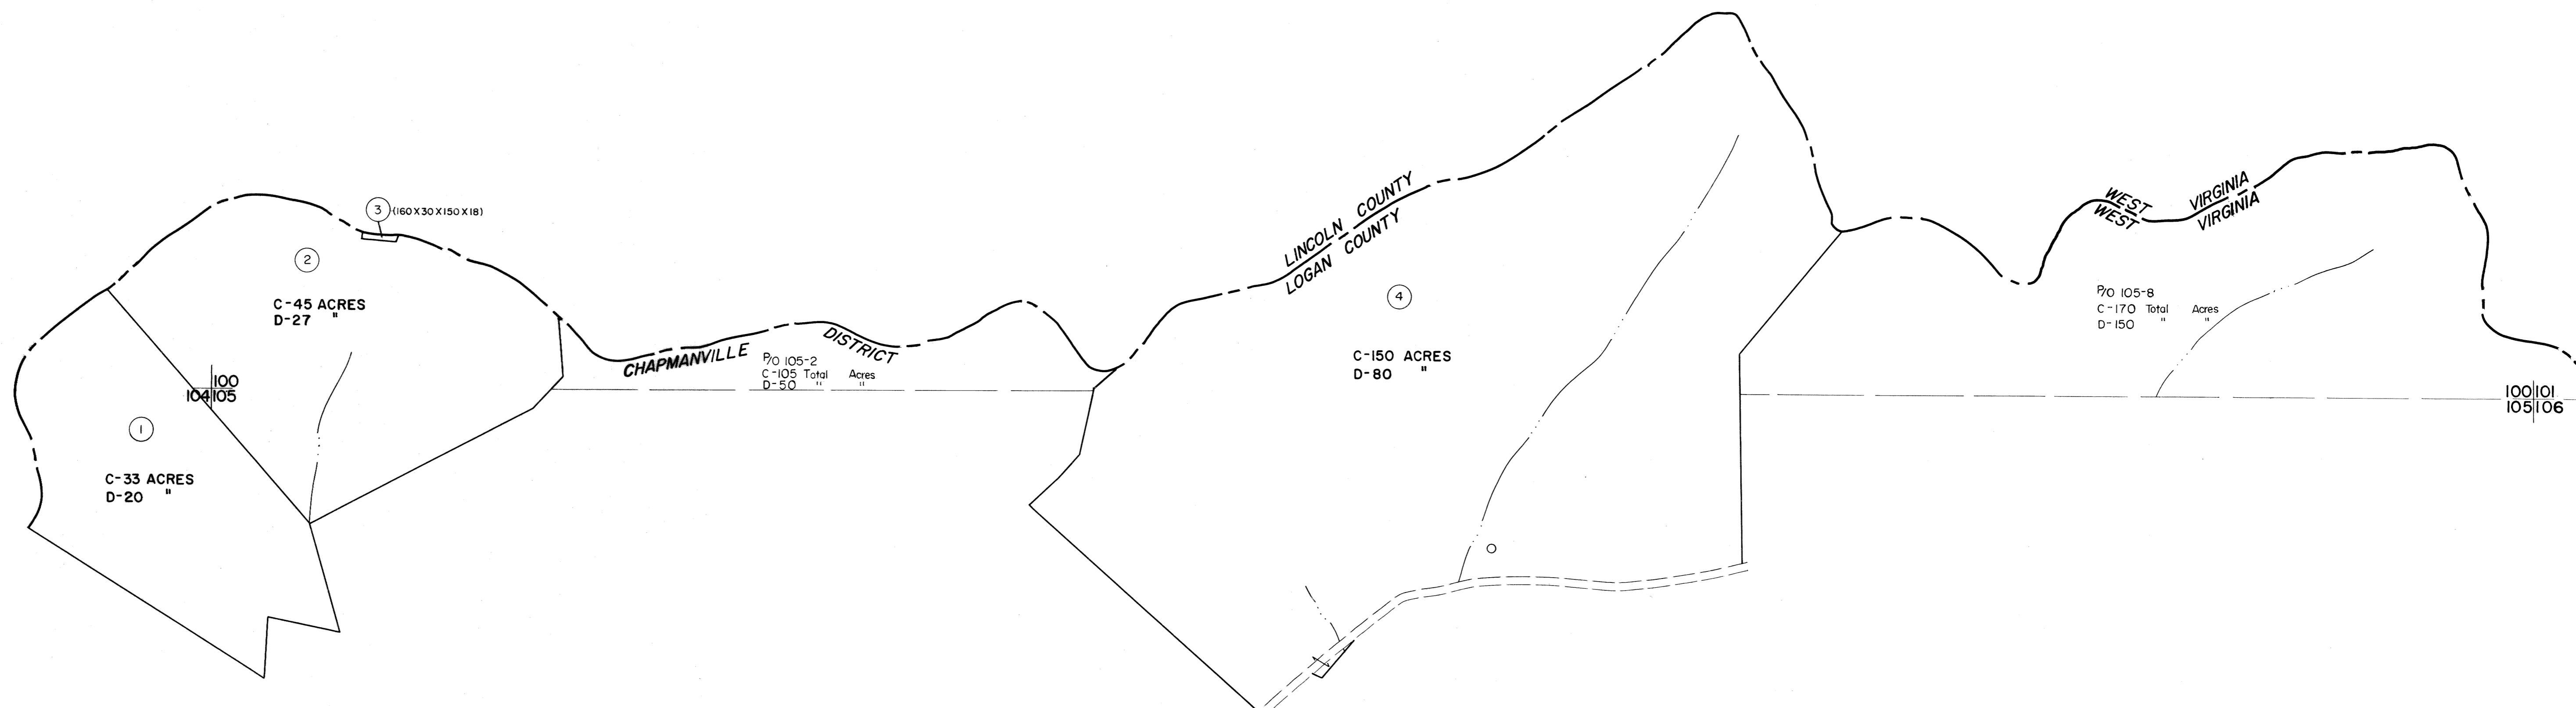 3 (160 X 30 X 150 X 18)
2
C-45 ACRES
D-27 "
100
104 105
1
C-33 ACRES
D-20 "
CHAPMANVILLE DISTRICT
P/O 105-2
C-105 Total Acres
D-50 " "
LINCOLN COUNTY
LOGAN COUNTY
4
C-150 ACRES
D-80 "
WEST VIRGINIA
WEST VIRGINIA
P/O 105-8
C-170 Total Acres
D-150 " "
100 101
105 106